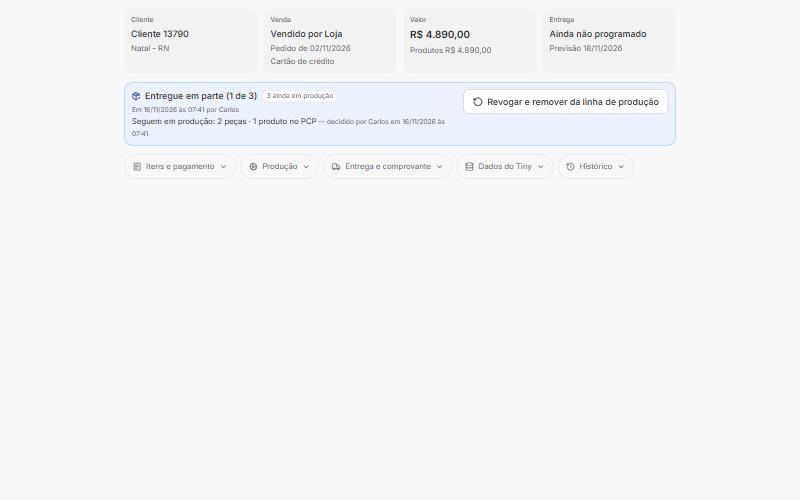 Cliente
Cliente 13790
Natal - RN
Venda
Vendido por Loja
Pedido de 02/11/2026
Cartão de crédito
Valor
R$ 4.890,00
Produtos R$ 4.890,00
Entrega
Ainda não programado
Previsão 18/11/2026
Entregue em parte (1 de 3) 3 ainda em produção
Em 16/11/2026 às 07:41 por Carlos
Seguem em produção: 2 peças · 1 produto no PCP — decidido por Carlos em 16/11/2026 às
07:41
Revogar e remover da linha de produção
Itens e pagamento Produção Entrega e comprovante Dados do Tiny Histórico